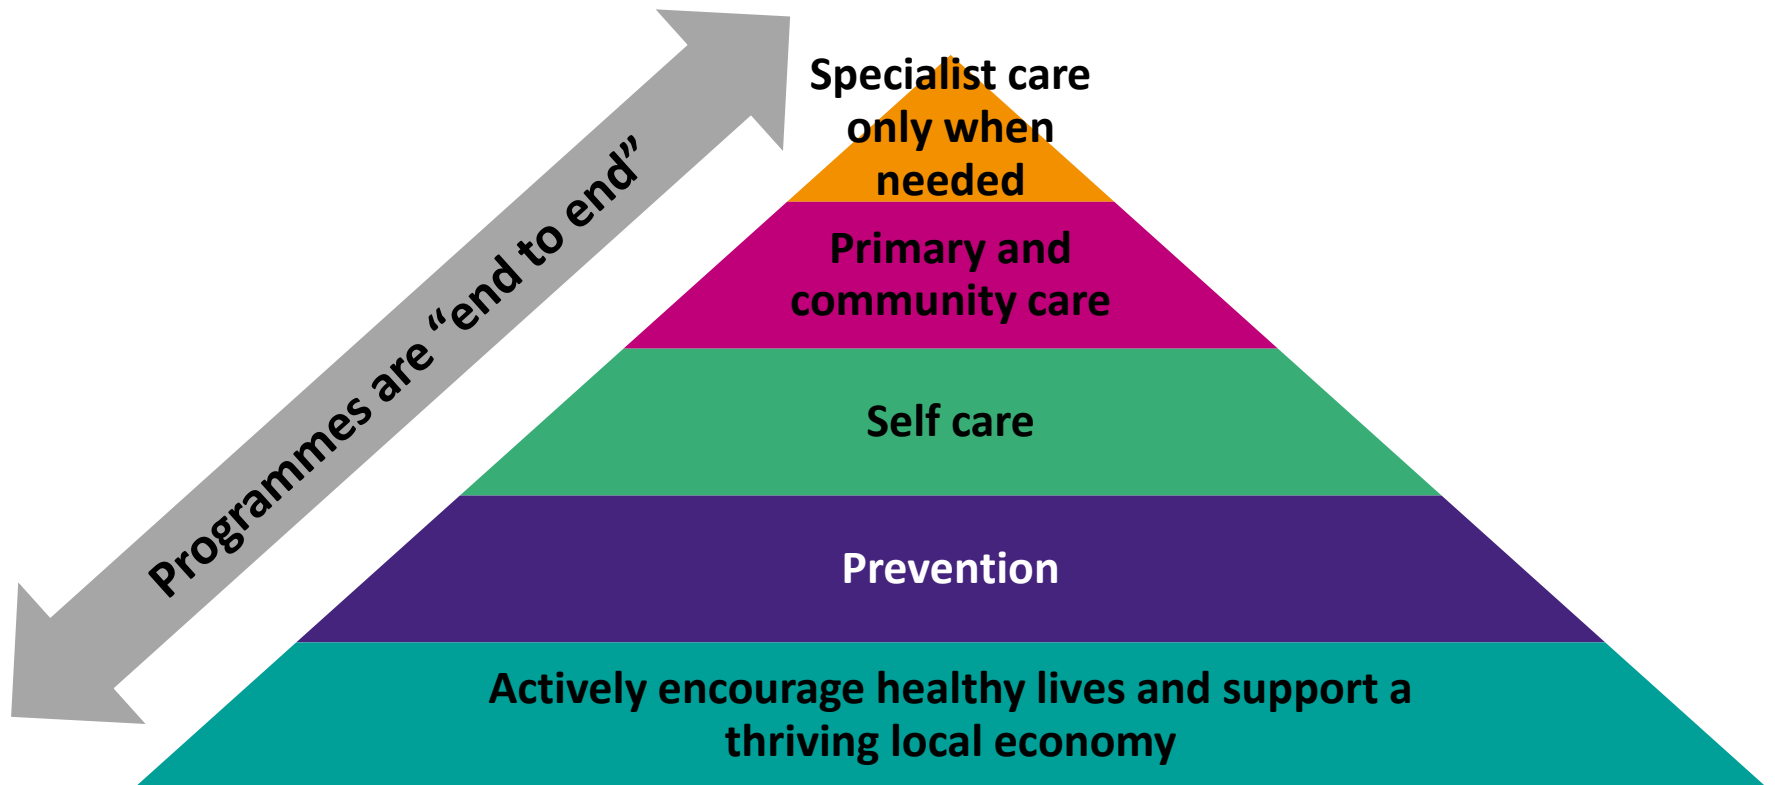 Specialist care
only when
needed
Programmes are “end to end”
Primary and
community care
Self care
Prevention
Actively encourage healthy lives and support a
thriving local economy